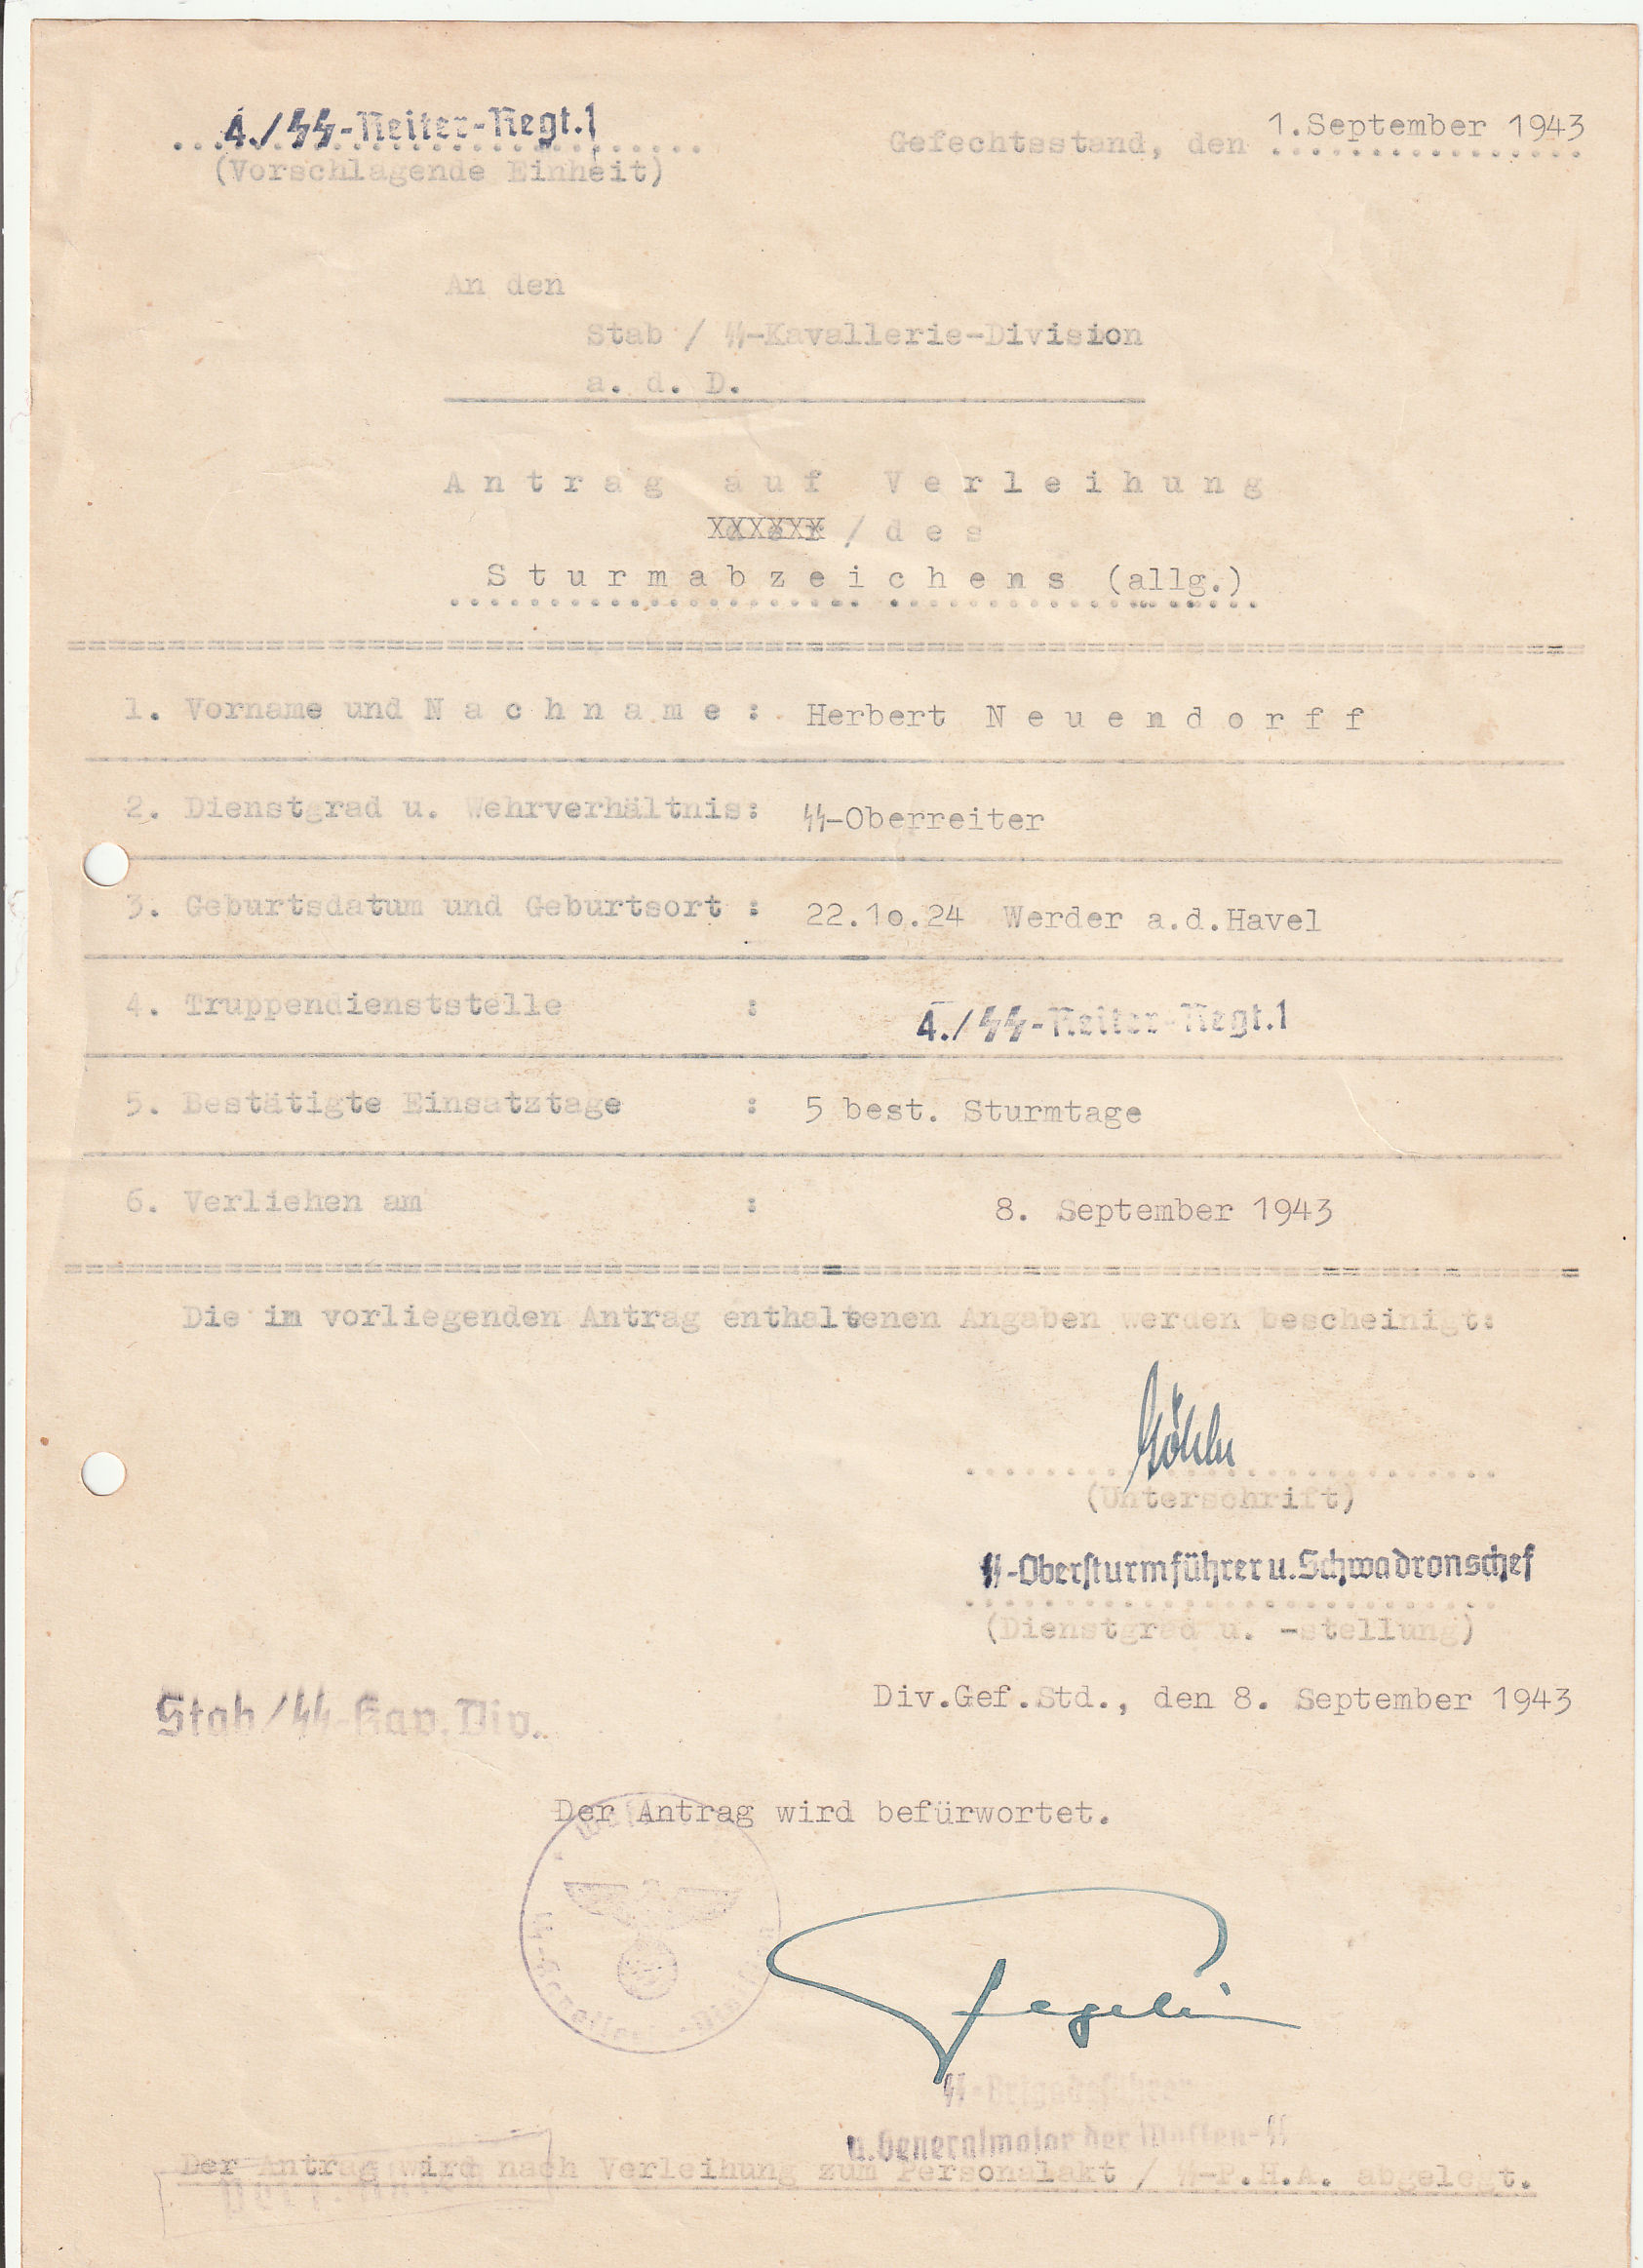 4./SS-Reiter-Regt.1
(Vorschlagende Einheit)
Gefechtsstand, den 1.September 1943
An den
Stab / SS-Kavallerie-Division
a. d. D.
Antrag auf Verleihung
XXXXXX / des
Sturmabzeichens (allg.)
1. Vorname und Nachname : Herbert Neuendorff
2. Dienstgrad u. Wehrverhältnis: SS-Oberreiter
3. Geburtsdatum und Geburtsort : 22.1o.24 Werder a.d.Havel
4. Truppendienststelle : 4./SS-Reiter-Regt.1
5. Bestätigte Einsatztage : 5 best. Sturmtage
6. Verliehen am : 8. September 1943
Die im vorliegenden Antrag enthaltenen Angaben werden bescheinigt:
(Unterschrift)
SS-Obersturmführer u. Schwadronschef
(Dienstgrad u. -stellung)
Stab/SS-Kav.Div.
Div.Gef.Std., den 8. September 1943
Der Antrag wird befürwortet.
Fegelein
SS-Brigadeführer
u.Generalmajor der Waffen-SS
Der Antrag wird nach Verleihung zum Personalakt / SS-P.H.A. abgelegt.